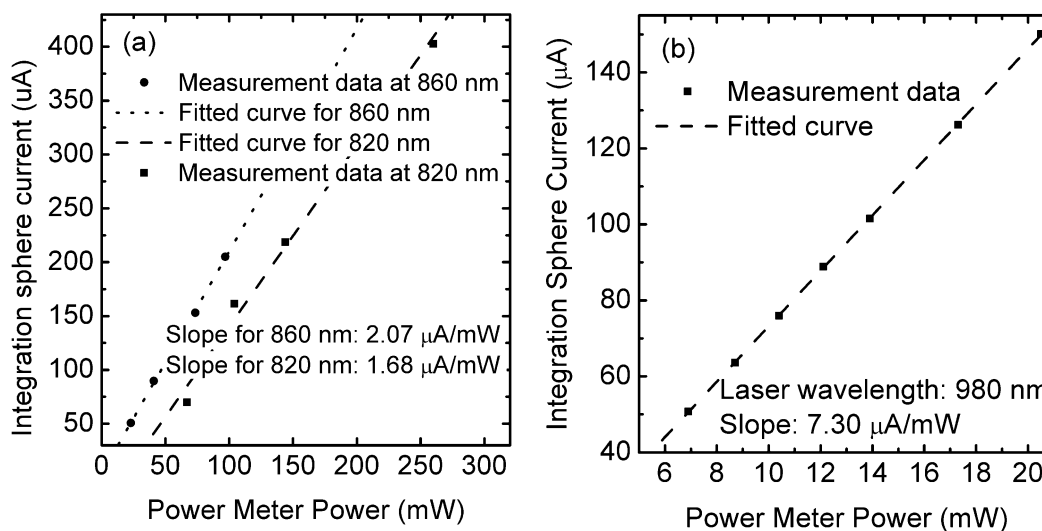 (a)
Measurement data at 860 nm
Fitted curve for 860 nm
Fitted curve for 820 nm
Measurement data at 820 nm
Slope for 860 nm: 2.07 μA/mW
Slope for 820 nm: 1.68 μA/mW
Integration sphere current (uA)
400
350
300
250
200
150
100
50
0 50 100 150 200 250 300
Power Meter Power (mW)
(b)
Measurement data
Fitted curve
Laser wavelength: 980 nm
Slope: 7.30 μA/mW
Integration Sphere Current (μA)
140
120
100
80
60
40
6 8 10 12 14 16 18 20
Power Meter Power (mW)